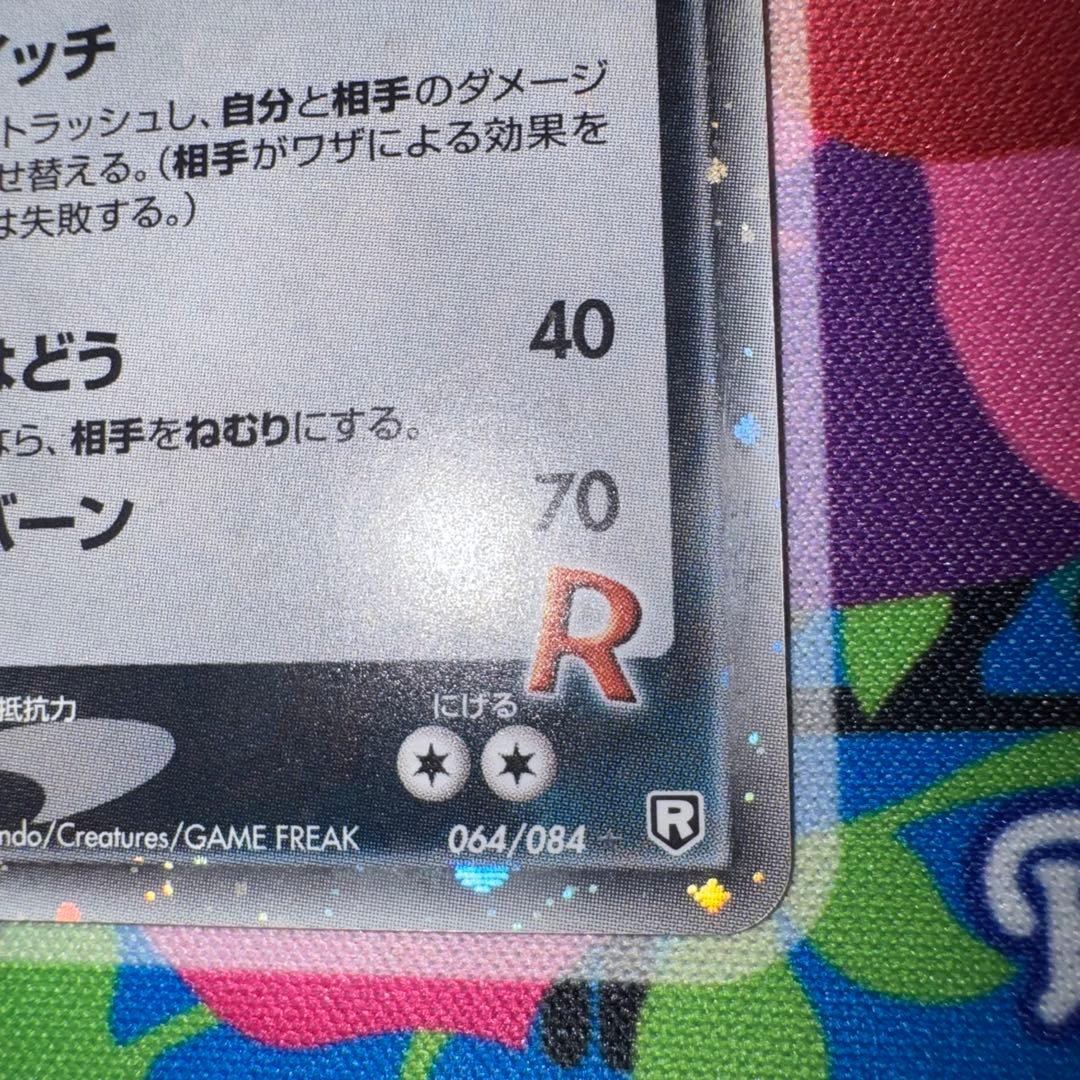 ッチ
トラッシュし、自分と相手のダメージ
せ替える。（相手がワザによる効果を
は失敗する。）
はどう 40
なら、相手をねむりにする。
バーン 70
R
抵抗力 にげる
ndo/Creatures/GAME FREAK 064/084 R